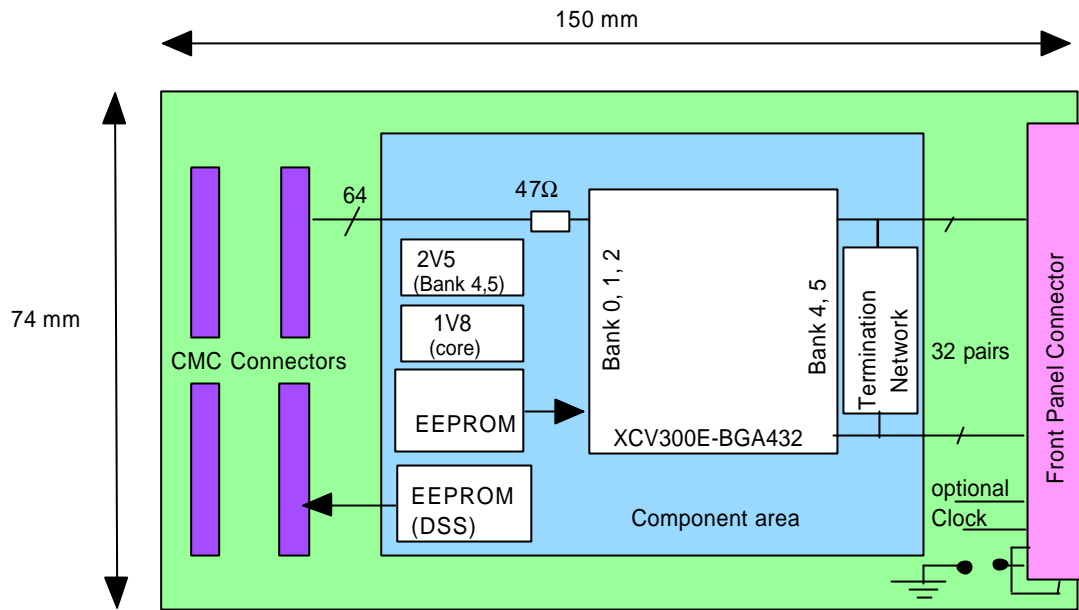 150 mm
74 mm
64
47Ω
2V5
(Bank 4,5)
1V8
(core)
CMC Connectors
EEPROM
EEPROM
(DSS)
Bank 0, 1, 2
Bank 4, 5
XCV300E-BGA432
Termination
Network
32 pairs
Front Panel Connector
optional
Clock
Component area